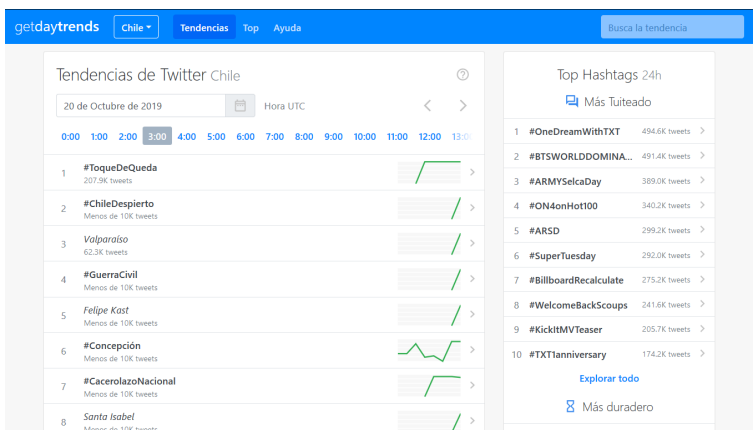 getdaytrends Chile Tendencias Top Ayuda Busca la tendencia
Tendencias de Twitter Chile
20 de Octubre de 2019 Hora UTC
0:00 1:00 2:00 3:00 4:00 5:00 6:00 7:00 8:00 9:00 10:00 11:00 12:00 13:0
1 #ToqueDeQueda
207.9K tweets
2 #ChileDespierto
Menos de 10K tweets
3 Valparaíso
62.3K tweets
4 #GuerraCivil
Menos de 10K tweets
5 Felipe Kast
Menos de 10K tweets
6 #Concepción
Menos de 10K tweets
7 #CacerolazoNacional
Menos de 10K tweets
8 Santa Isabel
Menos de 10K tweets
Top Hashtags 24h
Más Tuiteado
1 #OneDreamWithTXT 494.6K tweets
2 #BTSWORLDDOMINA... 491.4K tweets
3 #ARMYSelcaDay 389.0K tweets
4 #ON4onHot100 340.2K tweets
5 #ARSD 299.2K tweets
6 #SuperTuesday 292.0K tweets
7 #BillboardRecalculate 275.2K tweets
8 #WelcomeBackScoups 241.6K tweets
9 #KickItMVTeaser 205.7K tweets
10 #TXT1anniversary 174.2K tweets
Explorar todo
Más duradero